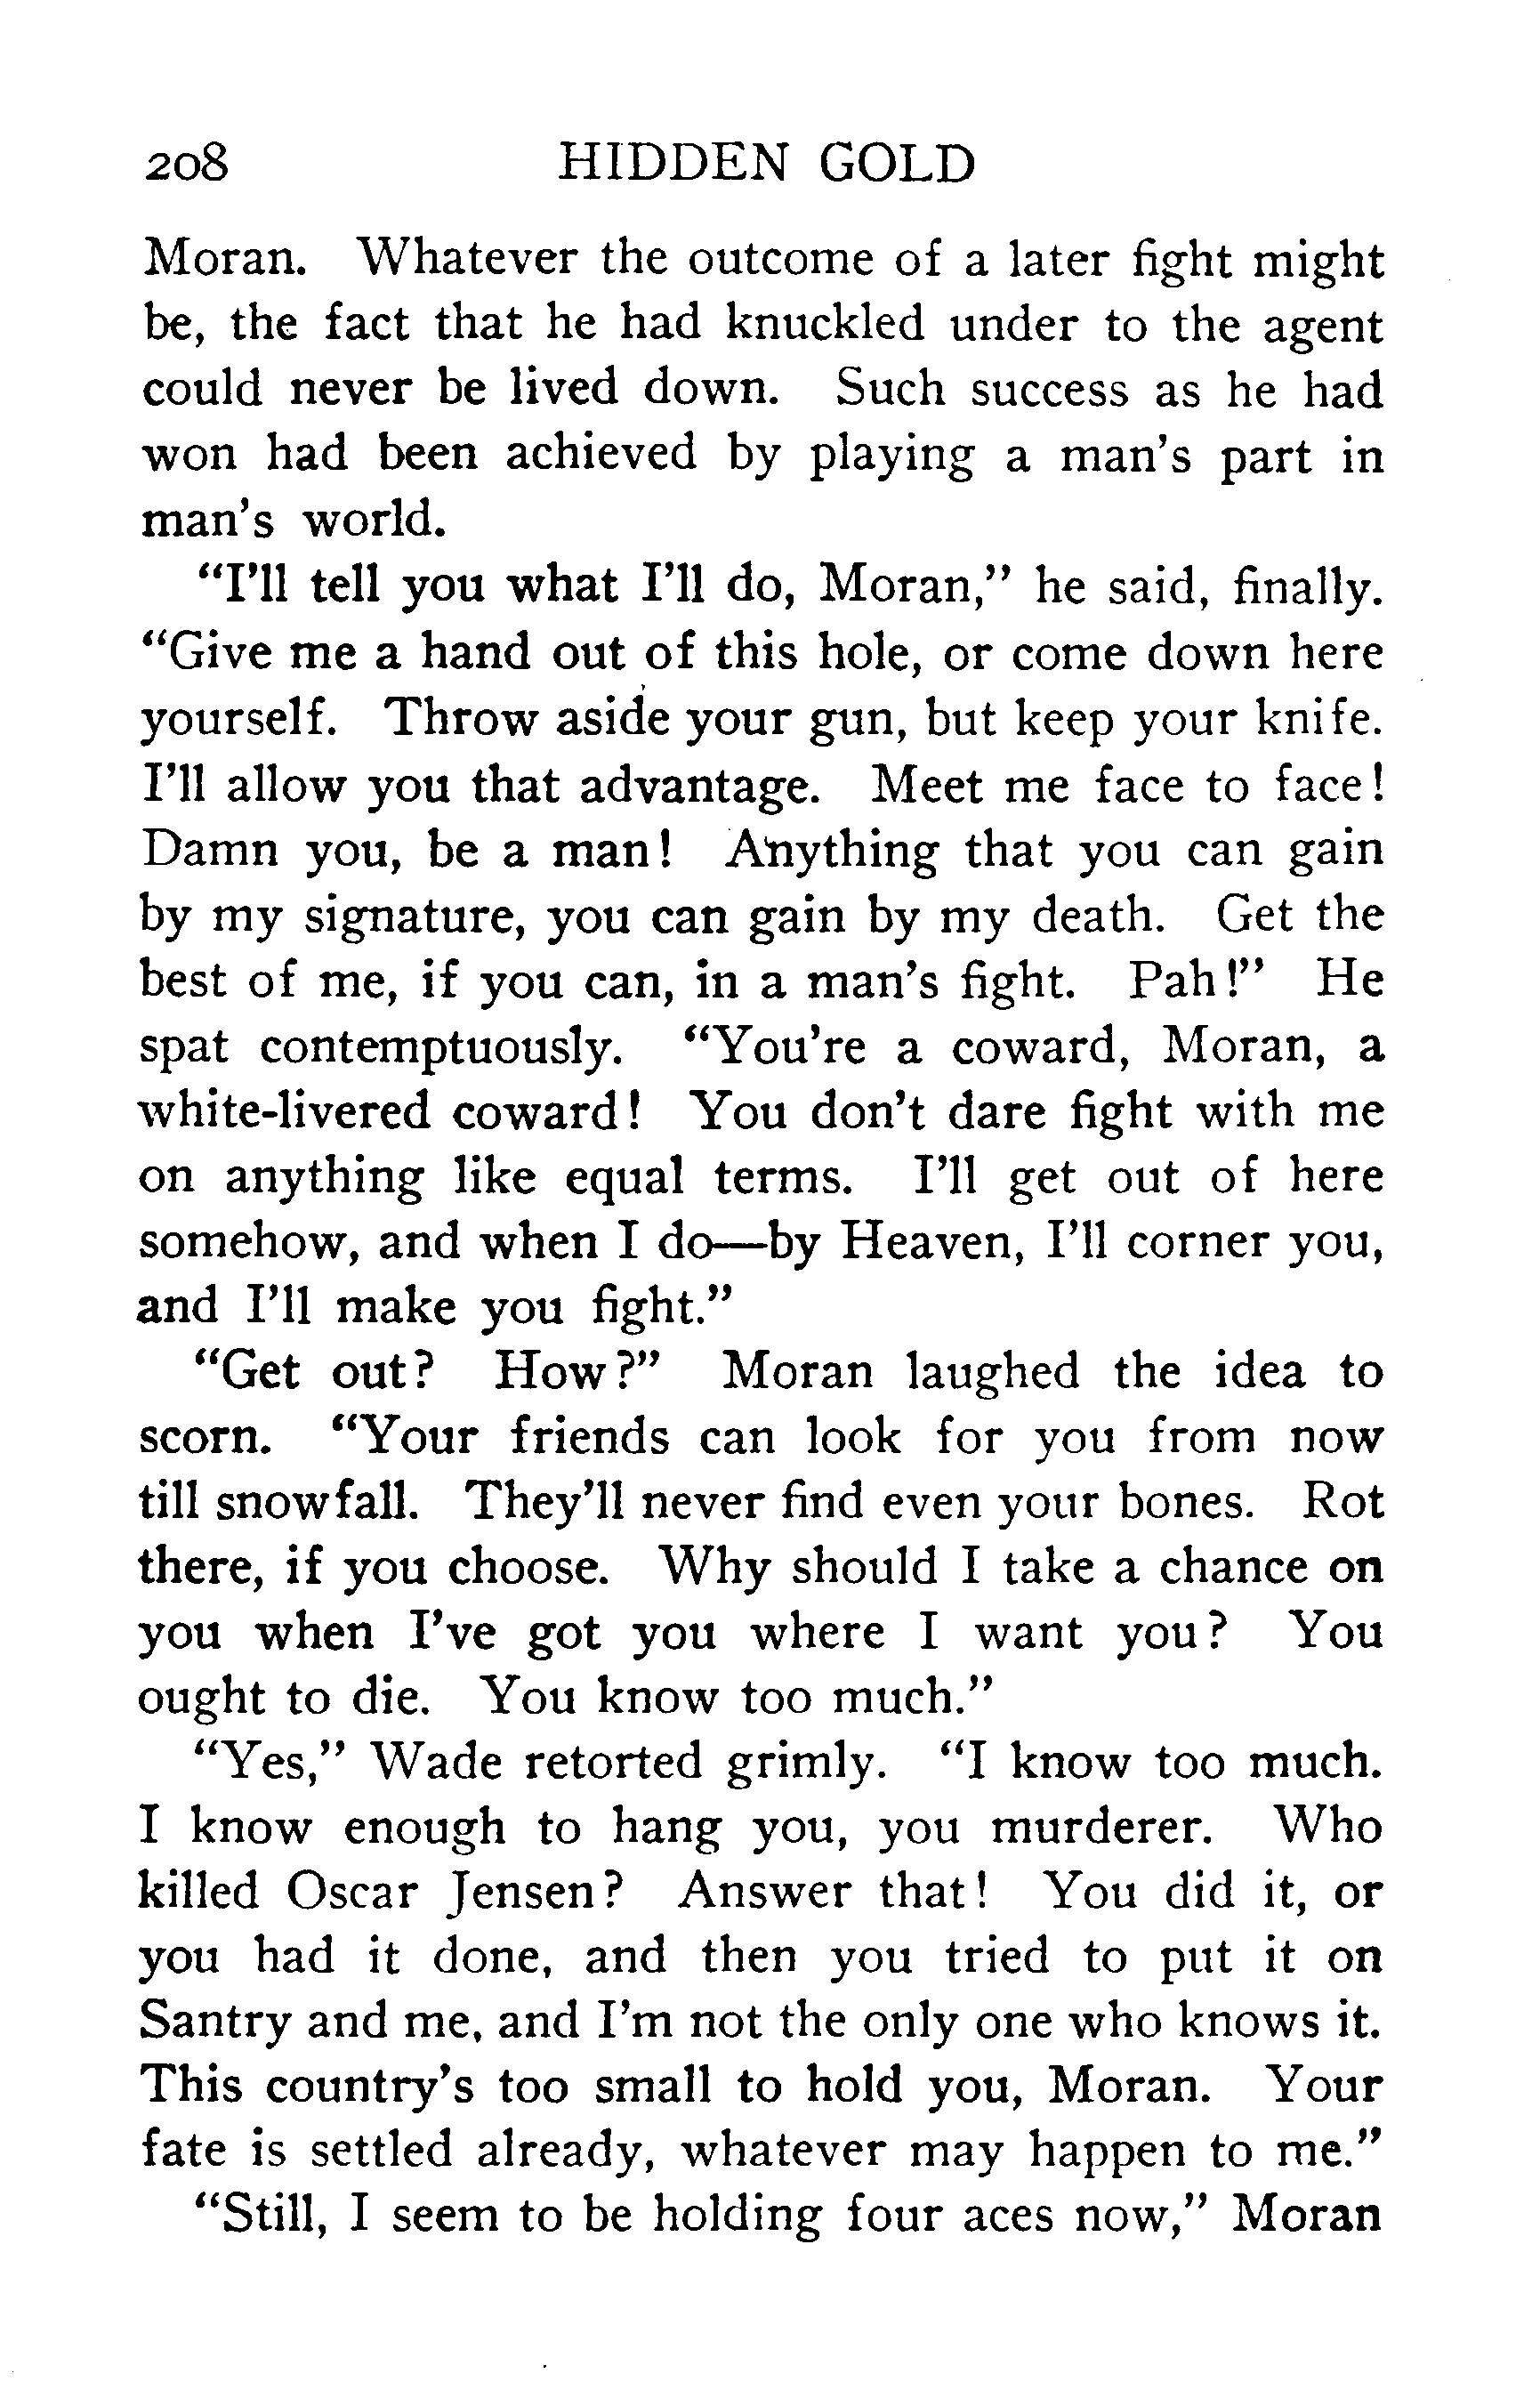 208 HIDDEN GOLD
Moran. Whatever the outcome of a later fight might
be, the fact that he had knuckled under to the agent
could never be lived down. Such success as he had
won had been achieved by playing a man's part in
man's world.
"I'll tell you what I'll do, Moran," he said, finally.
"Give me a hand out of this hole, or come down here
yourself. Throw aside your gun, but keep your knife.
I'll allow you that advantage. Meet me face to face!
Damn you, be a man! Anything that you can gain
by my signature, you can gain by my death. Get the
best of me, if you can, in a man's fight. Pah!" He
spat contemptuously. "You're a coward, Moran, a
white-livered coward! You don't dare fight with me
on anything like equal terms. I'll get out of here
somehow, and when I do—by Heaven, I'll corner you,
and I'll make you fight."
"Get out? How?" Moran laughed the idea to
scorn. "Your friends can look for you from now
till snowfall. They'll never find even your bones. Rot
there, if you choose. Why should I take a chance on
you when I've got you where I want you? You
ought to die. You know too much."
"Yes," Wade retorted grimly. "I know too much.
I know enough to hang you, you murderer. Who
killed Oscar Jensen? Answer that! You did it, or
you had it done, and then you tried to put it on
Santry and me, and I'm not the only one who knows it.
This country's too small to hold you, Moran. Your
fate is settled already, whatever may happen to me."
"Still, I seem to be holding four aces now," Moran